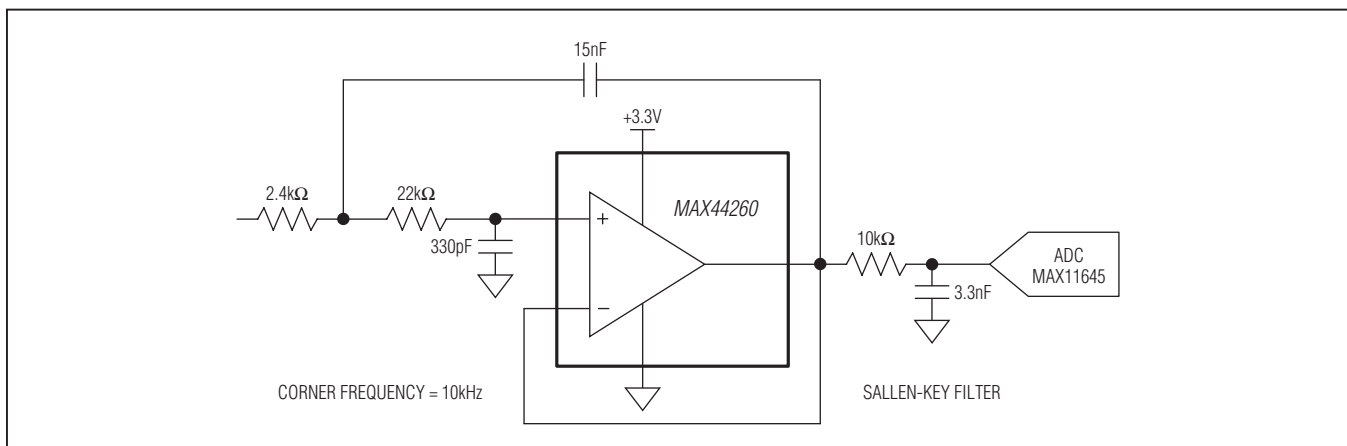 15nF
+3.3V
2.4kΩ
22kΩ
MAX44260
+
330pF
10kΩ
ADC
MAX11645
3.3nF
−
CORNER FREQUENCY = 10kHz
SALLEN-KEY FILTER